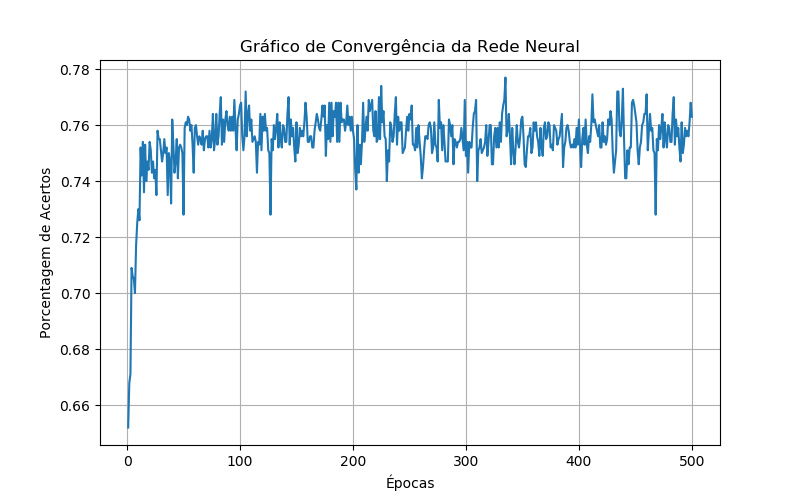 Gráfico de Convergência da Rede Neural
0.78
0.76
0.74
0.72
0.70
0.68
0.66
Porcentagem de Acertos
0 100 200 300 400 500
Épocas